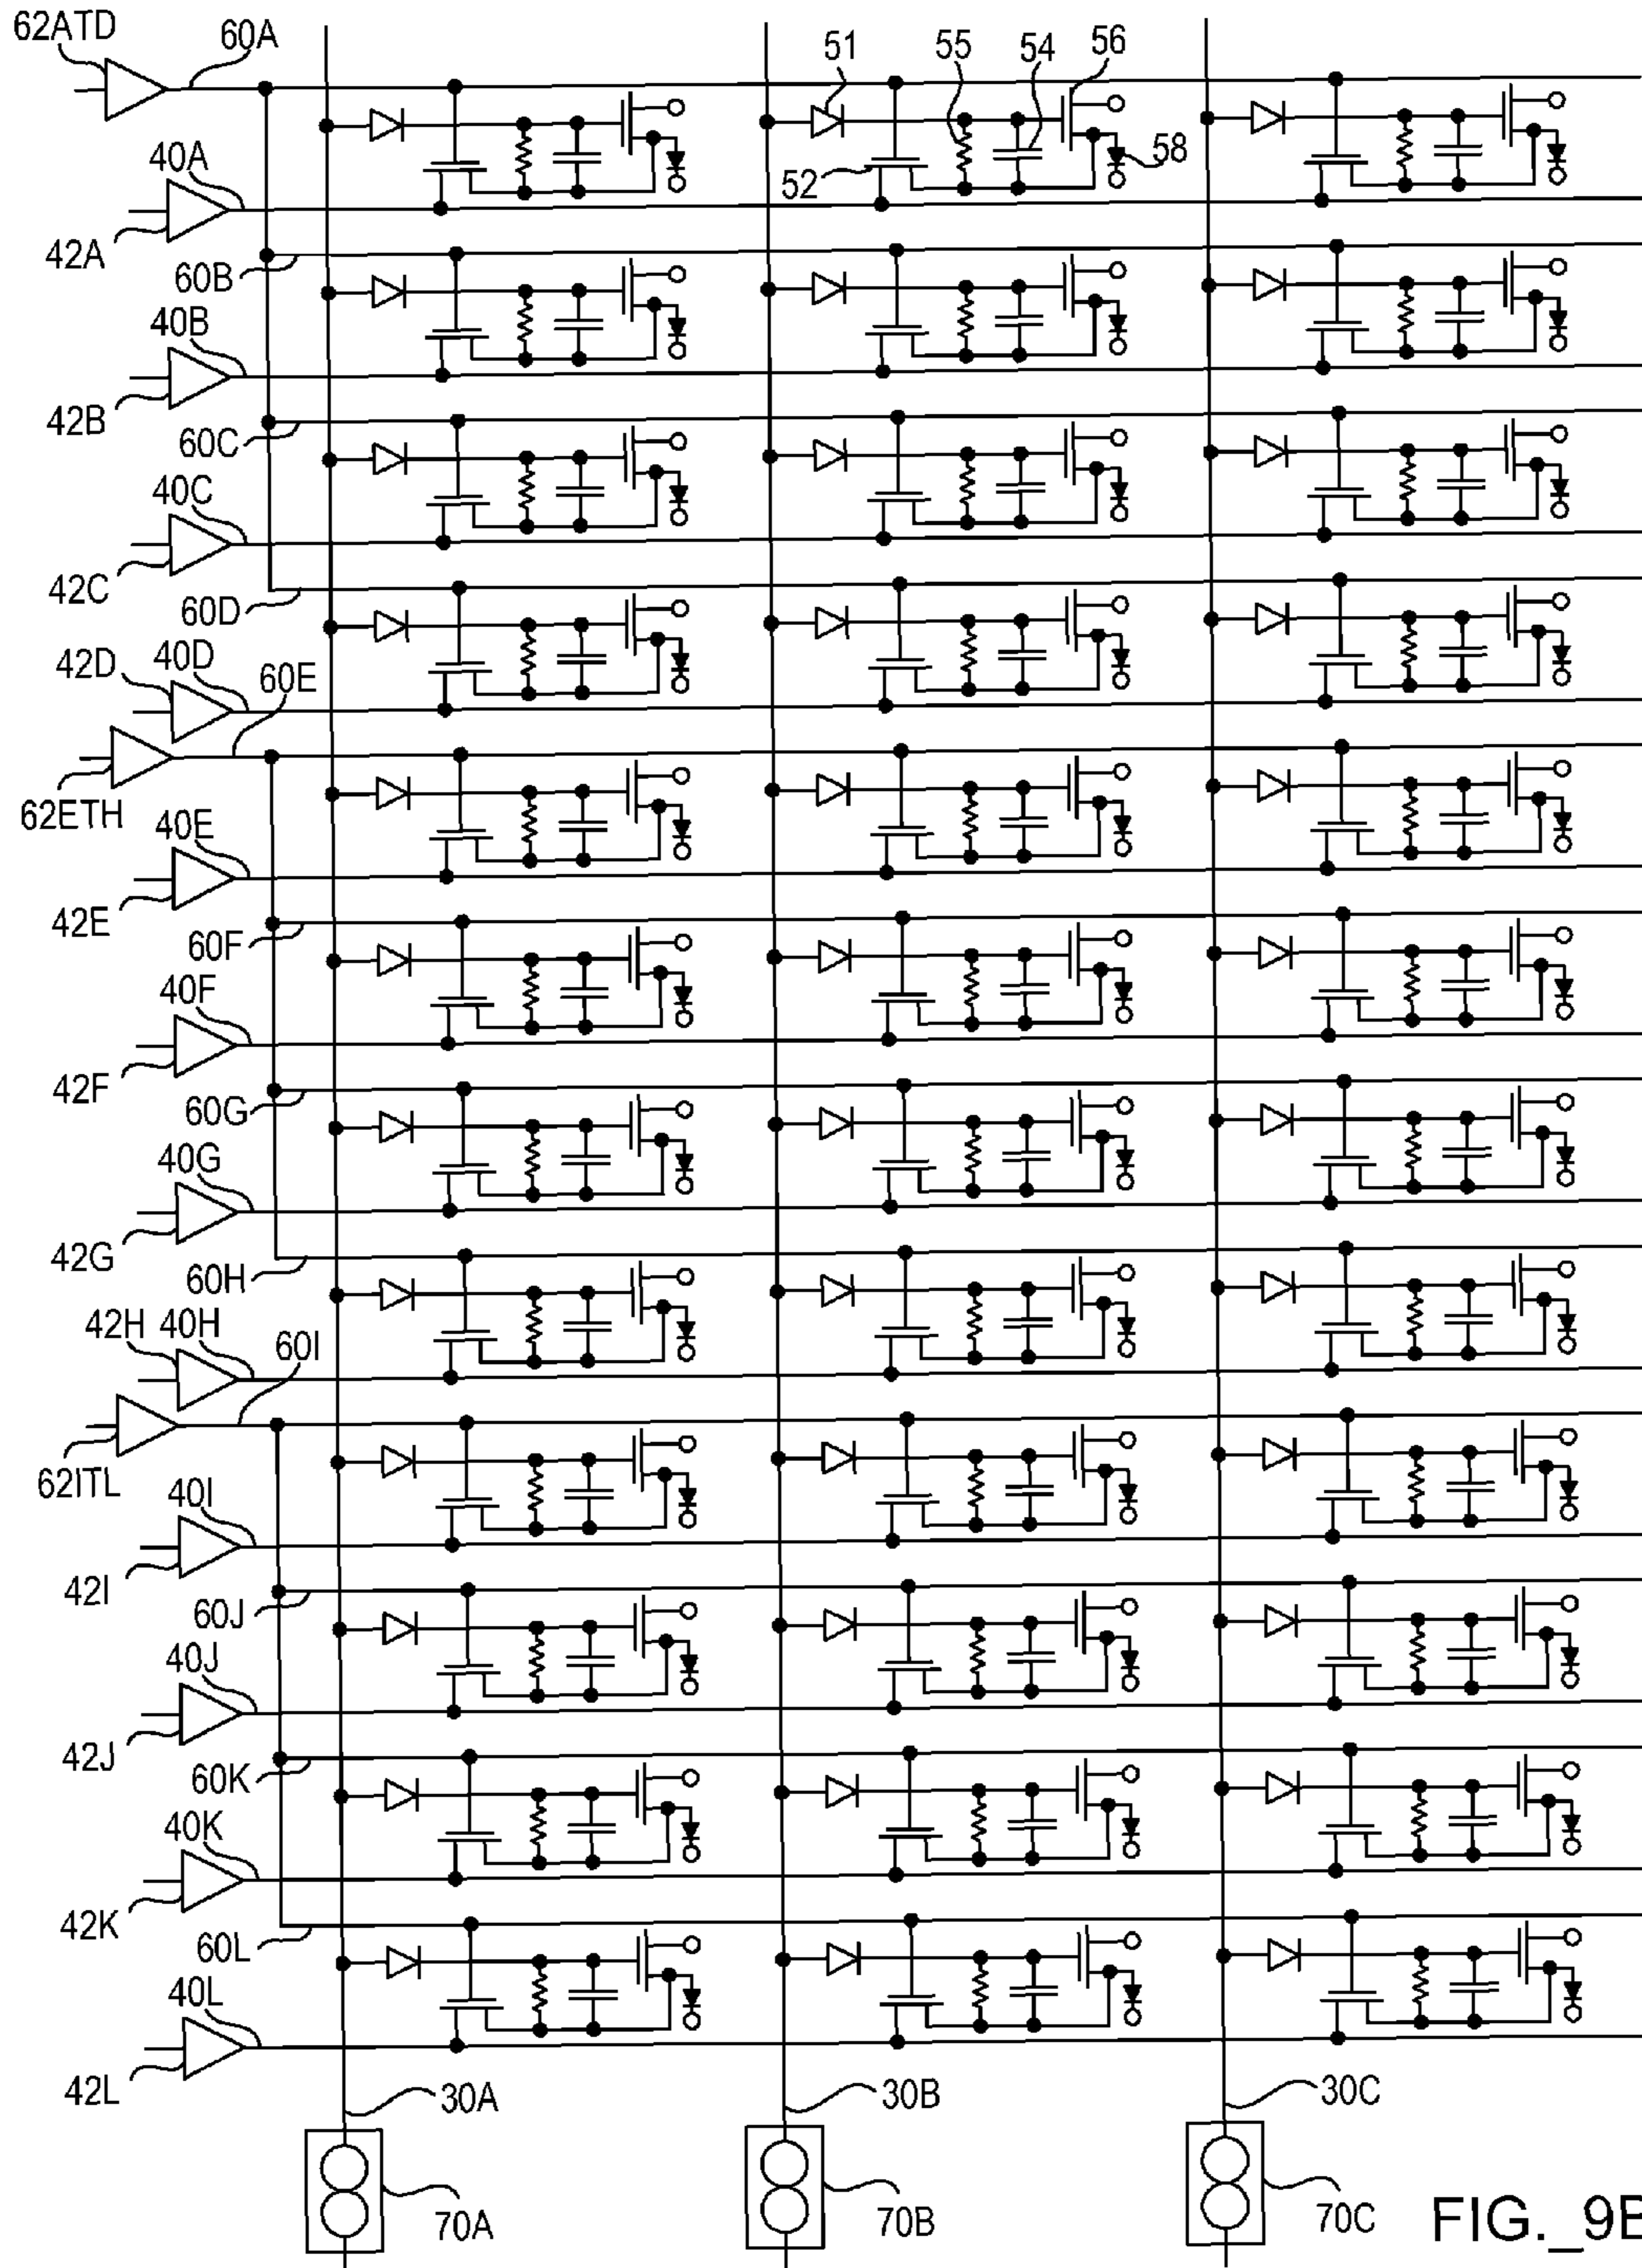 62ATD
60A
51
55
54
56
40A
52
58
42A
60B
40B
42B
60C
40C
42C
60D
42D
40D
60E
62ETH
40E
42E
60F
40F
42F
60G
40G
42G
60H
42H
40H
60I
62ITL
40I
42I
60J
40J
42J
60K
40K
42K
60L
40L
42L
30A
30B
30C
70A
70B
70C
FIG._9B